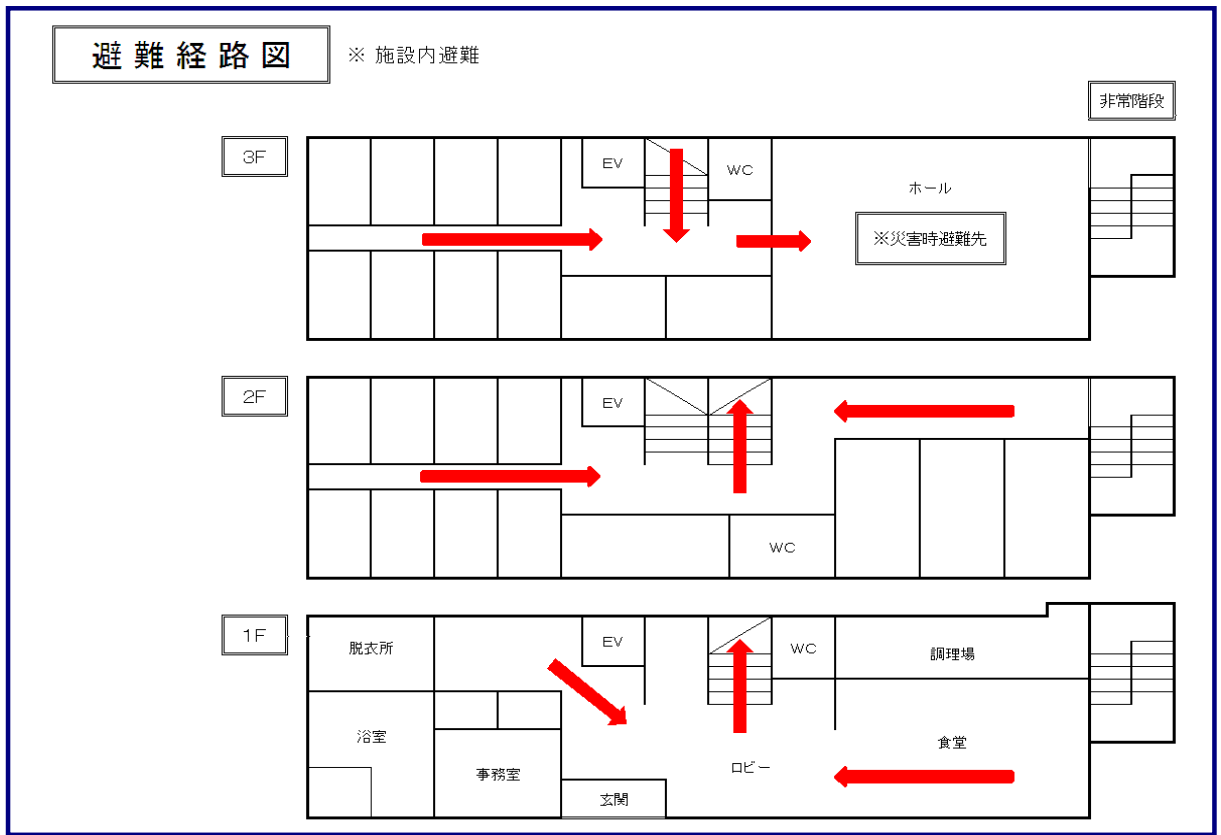 避難経路図
※ 施設内避難
非常階段
3F
EV
WC
ホール
※災害時避難先
2F
EV
WC
1F
脱衣所
EV
WC
調理場
浴室
事務室
ロビー
食堂
玄関